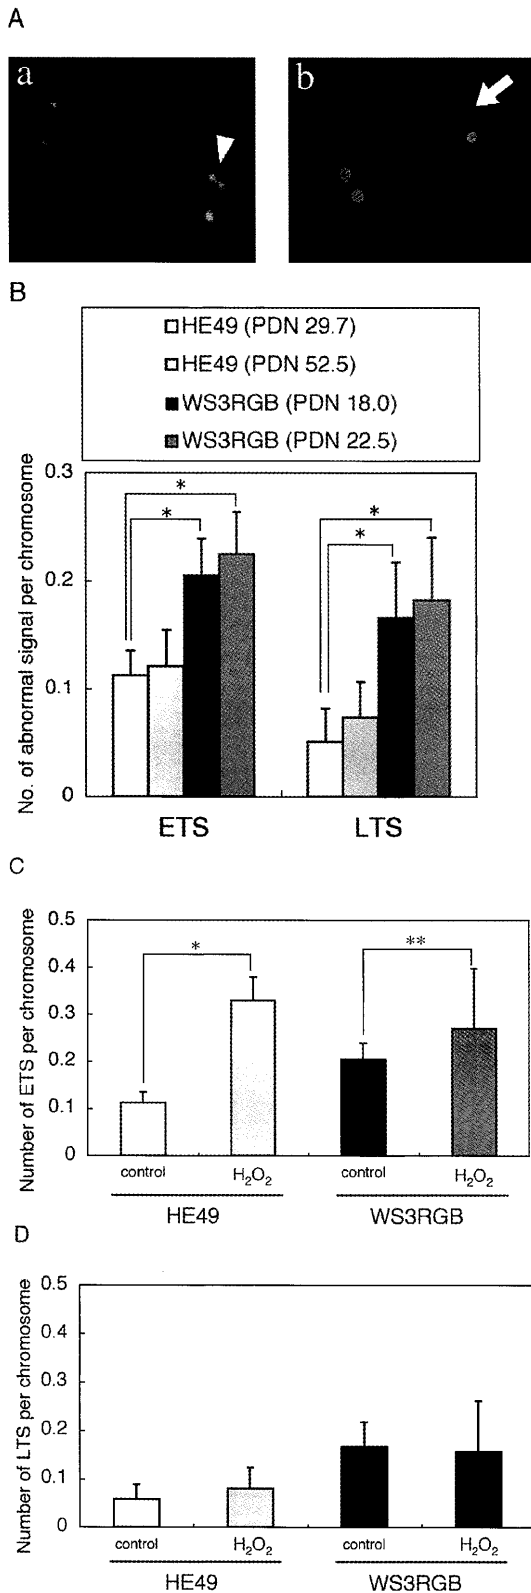 A
a
b
B
HE49 (PDN 29.7)
HE49 (PDN 52.5)
WS3RGB (PDN 18.0)
WS3RGB (PDN 22.5)
No. of abnormal signal per chromosome
0.3
0.2
0.1
0
*
*
*
*
ETS
LTS
C
Number of ETS per chromosome
0.5
0.4
0.3
0.2
0.1
0
*
**
control
H₂O₂
control
H₂O₂
HE49
WS3RGB
D
Number of LTS per chromosome
0.5
0.4
0.3
0.2
0.1
0
control
H₂O₂
control
H₂O₂
HE49
WS3RGB